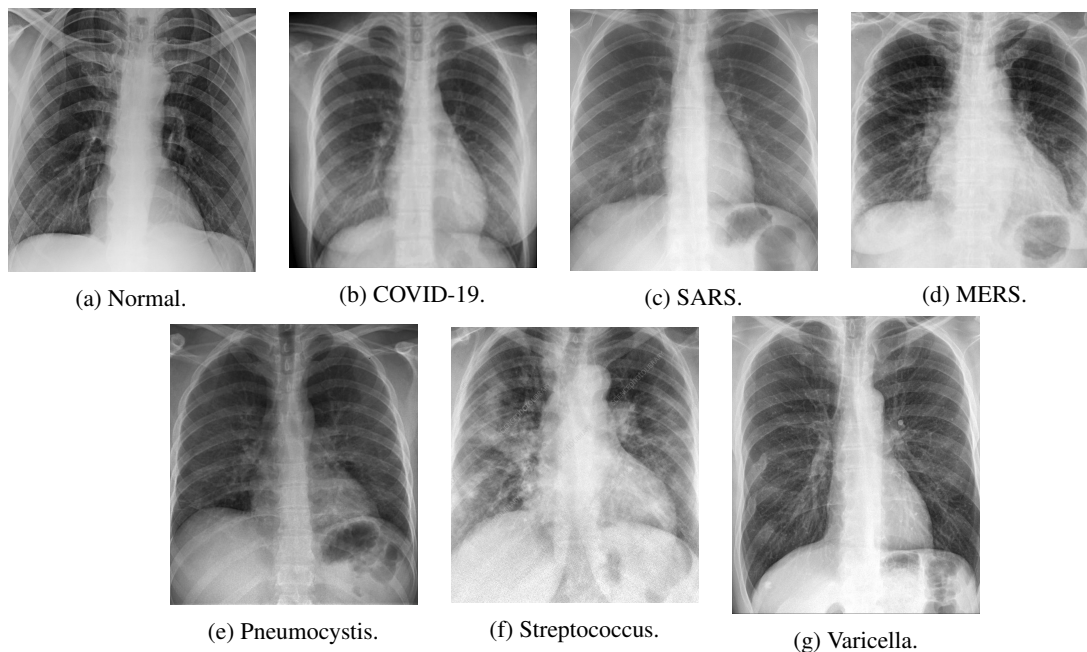 (a) Normal.
(b) COVID-19.
(c) SARS.
(d) MERS.
(e) Pneumocystis.
(f) Streptococcus.
(g) Varicella.